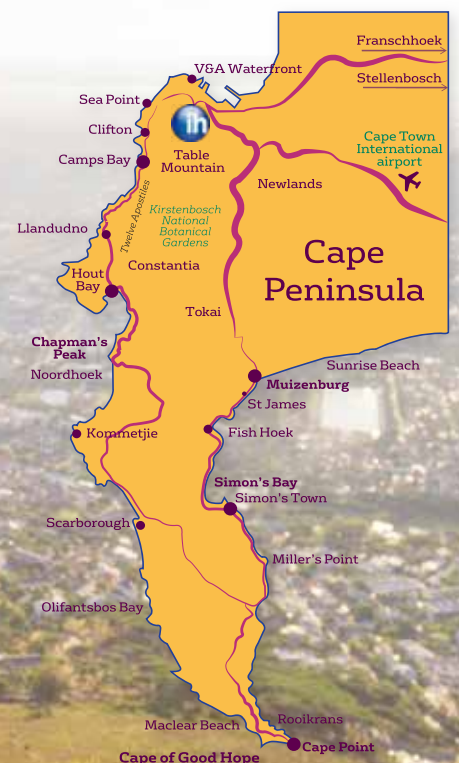 Franschhoek
V&A Waterfront
Stellenbosch
Sea Point
ih
Clifton
Cape Town
International
airport
Camps Bay
Table
Mountain
Newlands
Twelve Apostles
Kirstenbosch
National
Botanical
Gardens
Llandudno
Cape
Peninsula
Constantia
Hout
Bay
Tokai
Chapman's
Peak
Sunrise Beach
Noordhoek
Muizenburg
St James
Kommetjie
Fish Hoek
Simon's Bay
Simon's Town
Scarborough
Miller's Point
Olifantsbos Bay
Maclear Beach
Rooikrans
Cape Point
Cape of Good Hope